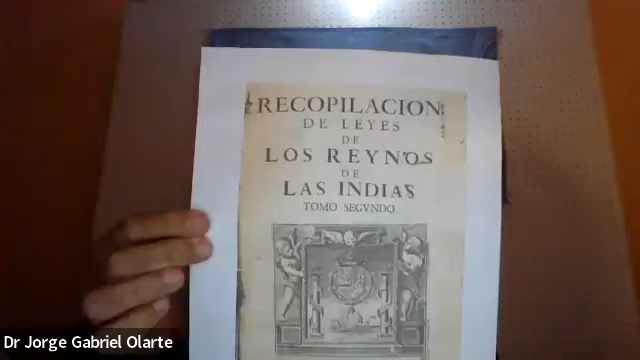 RECOPILACION
DE LEYES
DE
LOS REYNOS
DE
LAS INDIAS
TOMO SEGVNDO
Dr Jorge Gabriel Olarte